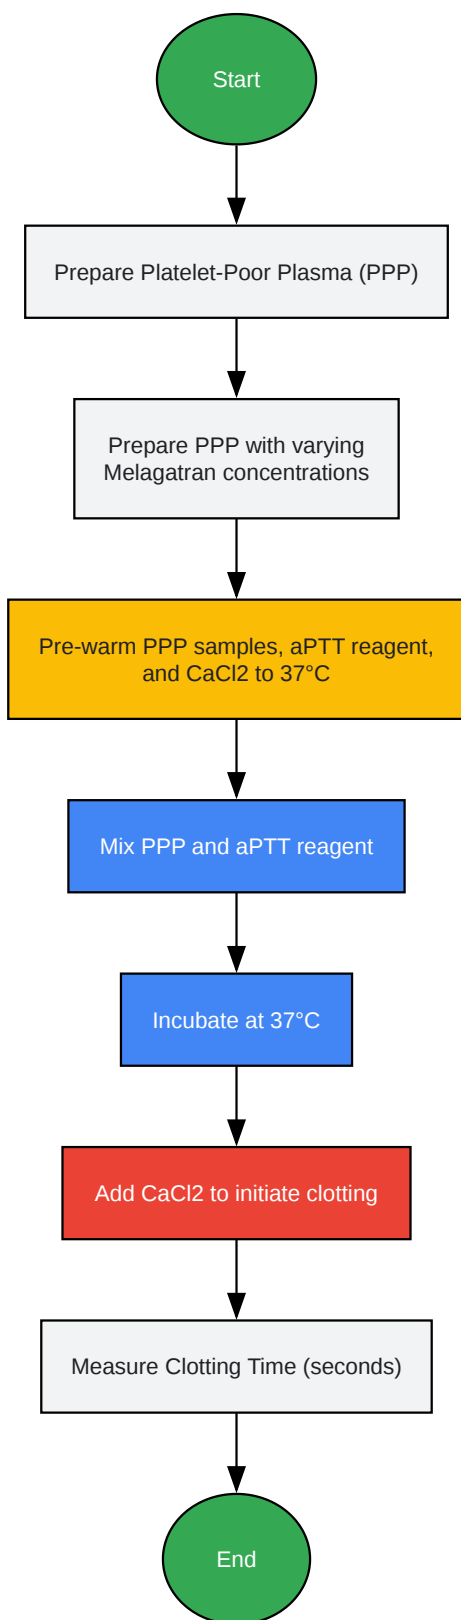 Start
Prepare Platelet-Poor Plasma (PPP)
Prepare PPP with varying
Melagatran concentrations
Pre-warm PPP samples, aPTT reagent,
and CaCl2 to 37°C
Mix PPP and aPTT reagent
Incubate at 37°C
Add CaCl2 to initiate clotting
Measure Clotting Time (seconds)
End